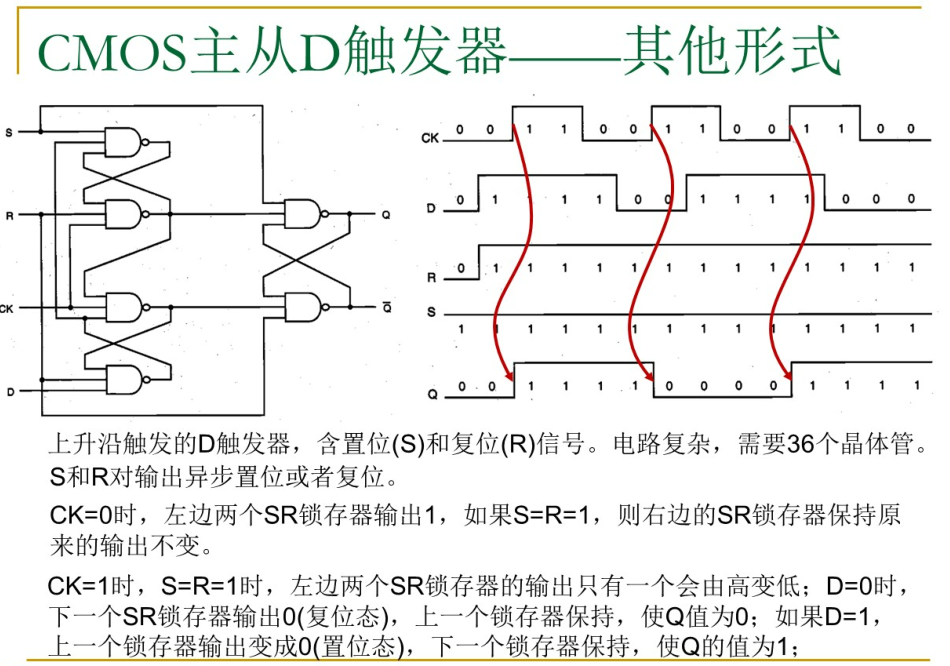 CMOS主从D触发器——其他形式
S
R
CK
D
Q
Q̅
CK 0 0 1 1 0 0 1 1 0 0 1 1 0 0
D 0 1 1 1 1 0 0 1 1 1 1 0 0 0
R 0 1 1 1 1 1 1 1 1 1 1 1 1 1
S 1 1 1 1 1 1 1 1 1 1 1 1 1 1
Q 0 0 1 1 1 1 0 0 0 0 1 1 1 1
上升沿触发的D触发器，含置位(S)和复位(R)信号。电路复杂，需要36个晶体管。
S和R对输出异步置位或者复位。
CK=0时，左边两个SR锁存器输出1，如果S=R=1，则右边的SR锁存器保持原
来的输出不变。
CK=1时，S=R=1时，左边两个SR锁存器的输出只有一个会由高变低；D=0时，
下一个SR锁存器输出0(复位态)，上一个锁存器保持，使Q值为0；如果D=1，
上一个锁存器输出变成0(置位态)，下一个锁存器保持，使Q的值为1；